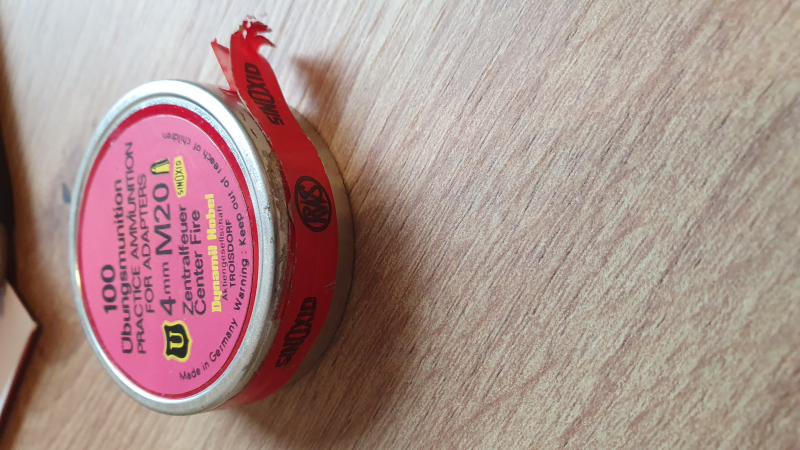 100
Übungsmunition
PRACTICE AMMUNITION
FOR ADAPTERS
4mm M20
SINOXID
Zentralfeuer
Center Fire
Dynamit Nobel
Aktiengesellschaft
TROISDORF
U
Made in Germany Warning: Keep out of reach of children
SINOXID
RWS
SINOXID